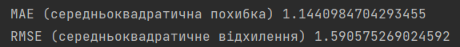 MAE (середньоквадратична похибка) 1.1440984704293455
RMSE (середньоквадратичне відхилення) 1.590575269024592